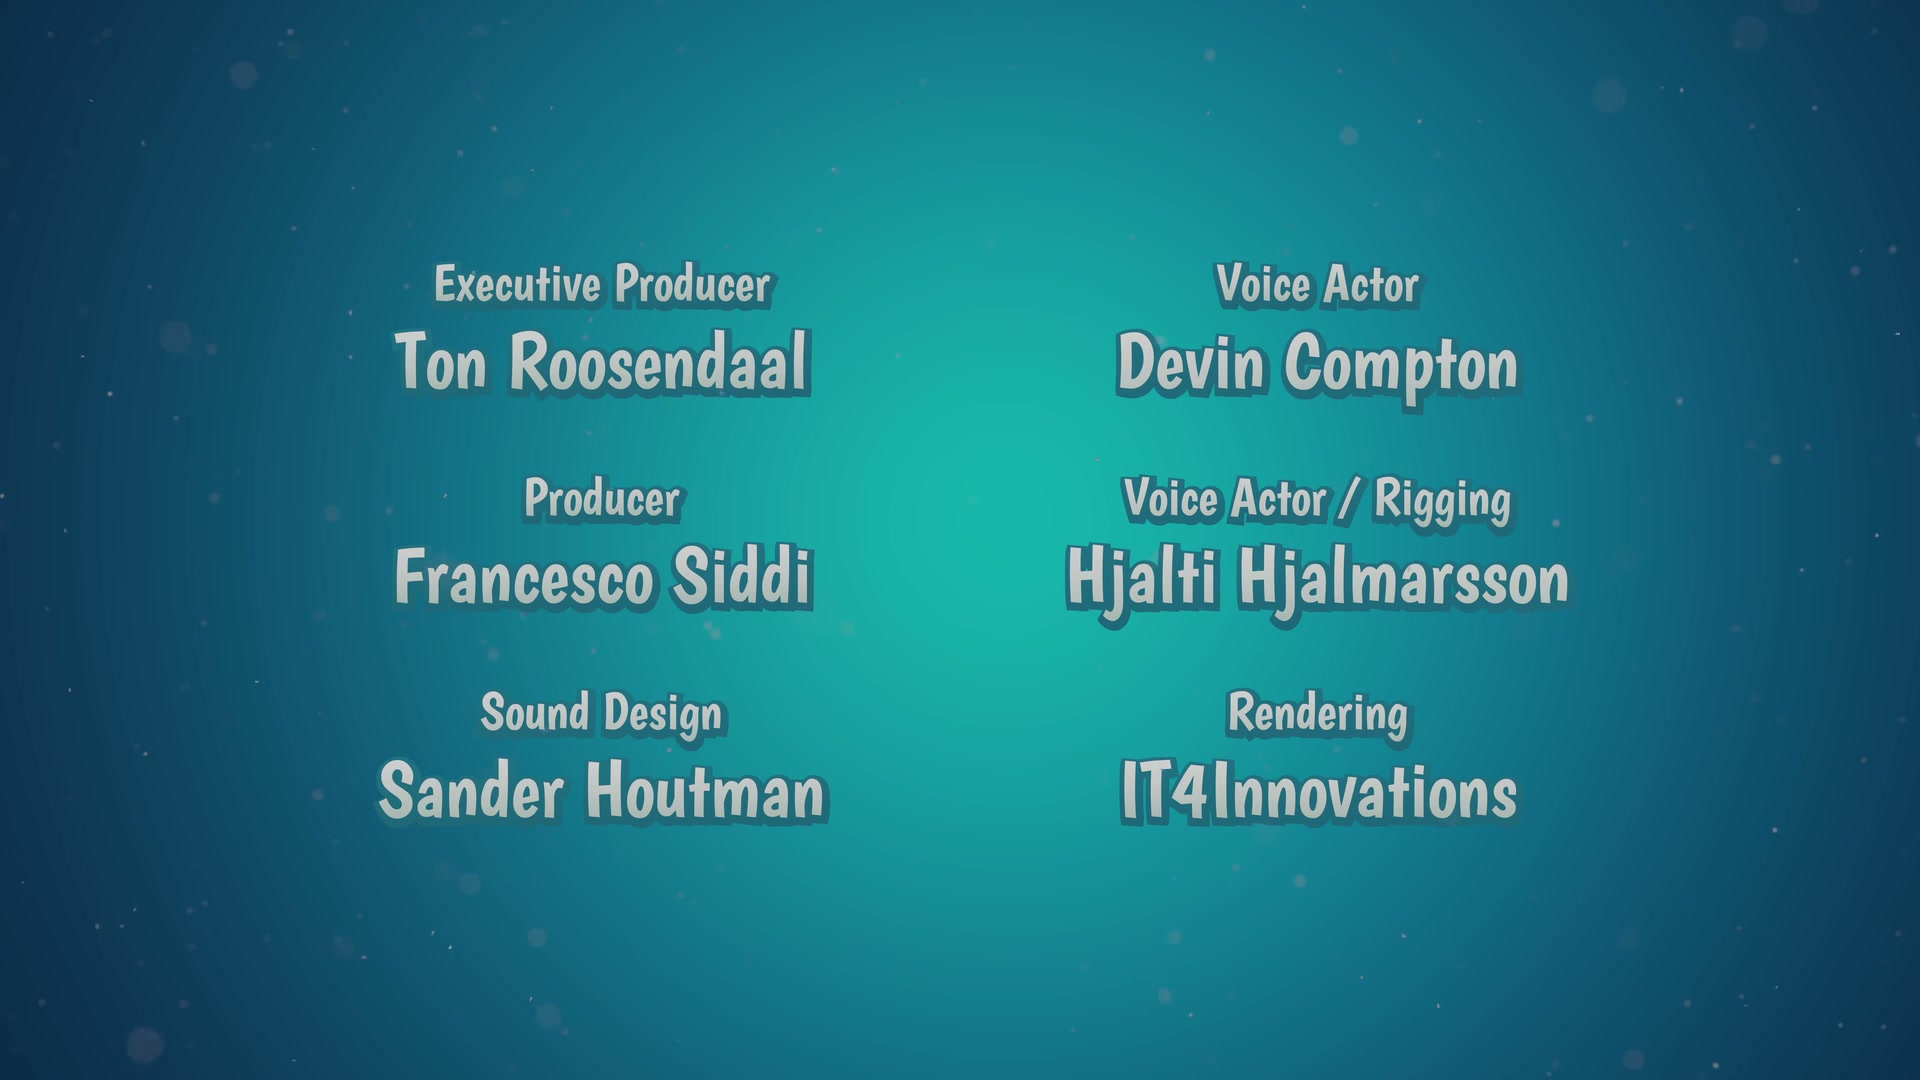 Executive Producer
Ton Roosendaal
Producer
Francesco Siddi
Sound Design
Sander Houtman
Voice Actor
Devin Compton
Voice Actor / Rigging
Hjalti Hjalmarsson
Rendering
IT4Innovations